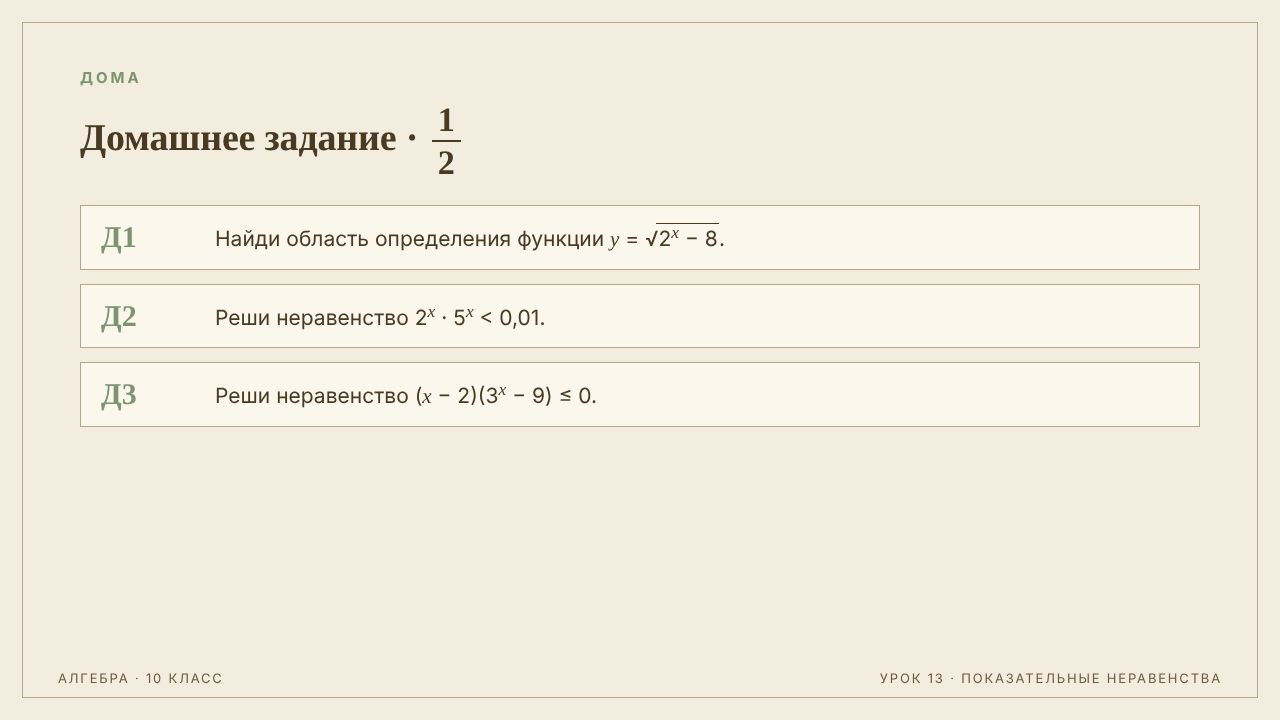 ДОМА
Домашнее задание · 1/2
Д1 Найди область определения функции y = √2ˣ − 8.
Д2 Реши неравенство 2ˣ · 5ˣ < 0,01.
Д3 Реши неравенство (x − 2)(3ˣ − 9) ≤ 0.
АЛГЕБРА · 10 КЛАСС
УРОК 13 · ПОКАЗАТЕЛЬНЫЕ НЕРАВЕНСТВА